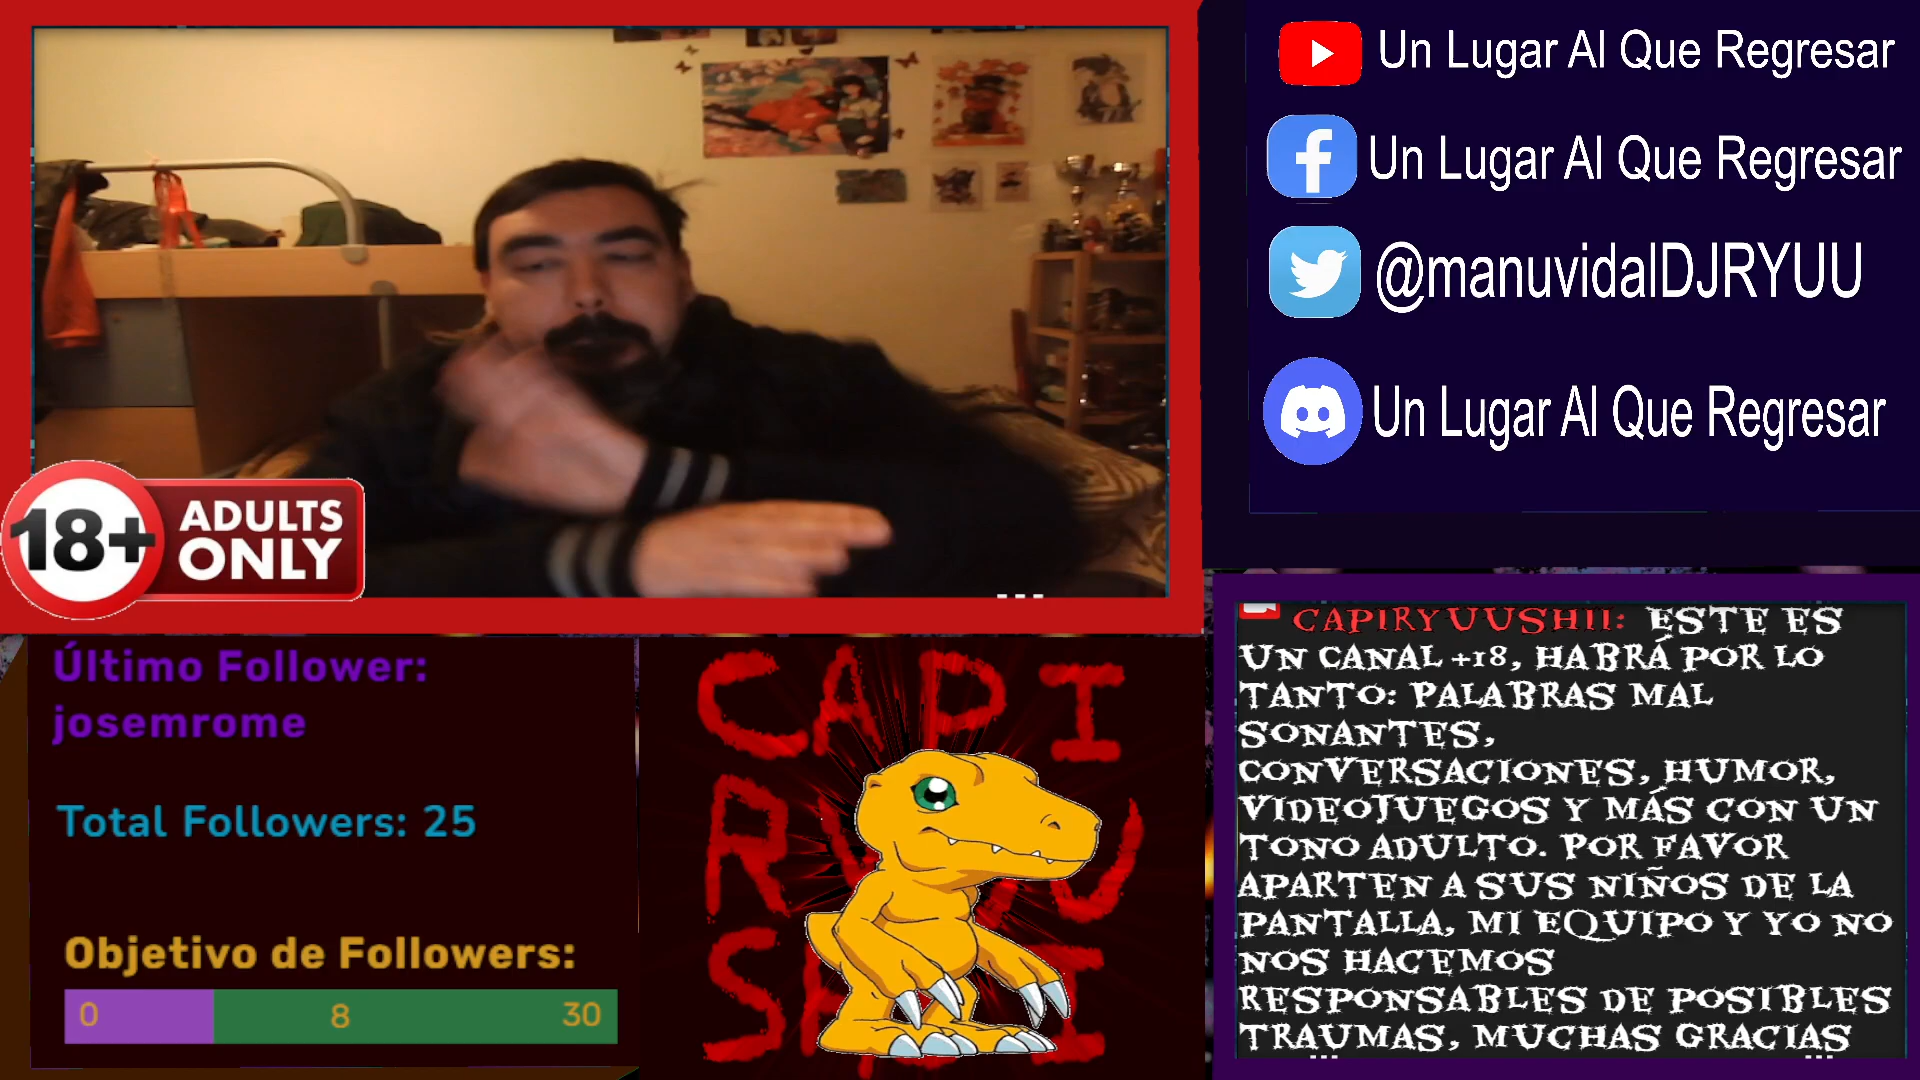 Un Lugar Al Que Regresar
Un Lugar Al Que Regresar
@manuvidalDJRYUU
Un Lugar Al Que Regresar
18+ ADULTS
ONLY
Último Follower:
josemrome
Total Followers: 25
Objetivo de Followers:
0 8 30
CAPI
RYUU
SHI
CAPIRYUUSHII: ESTE ES
UN CANAL +18, HABRÁ POR LO
TANTO: PALABRAS MAL
SONANTES,
CONVERSACIONES, HUMOR,
VIDEOJUEGOS Y MÁS CON UN
TONO ADULTO. POR FAVOR
APARTEN A SUS NIÑOS DE LA
PANTALLA, MI EQUIPO Y YO NO
NOS HACEMOS
RESPONSABLES DE POSIBLES
TRAUMAS, MUCHAS GRACIAS